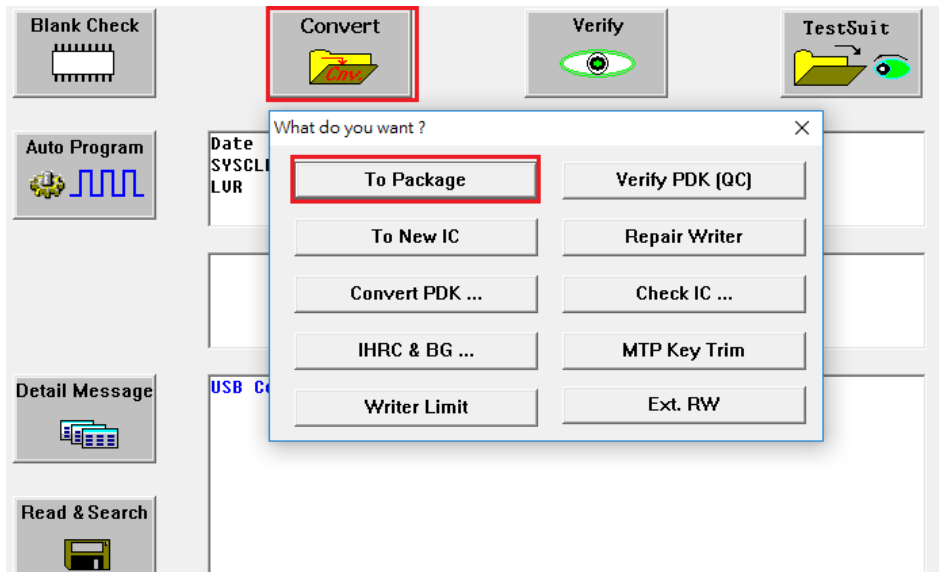 Blank Check
Convert
Verify
TestSuit
Cnv.
What do you want ?
Auto Program
Date
SYSCL
LVR
To Package
Verify PDK (QC)
To New IC
Repair Writer
Convert PDK ...
Check IC ...
IHRC & BG ...
MTP Key Trim
Writer Limit
Ext. RW
Detail Message
USB C
Read & Search